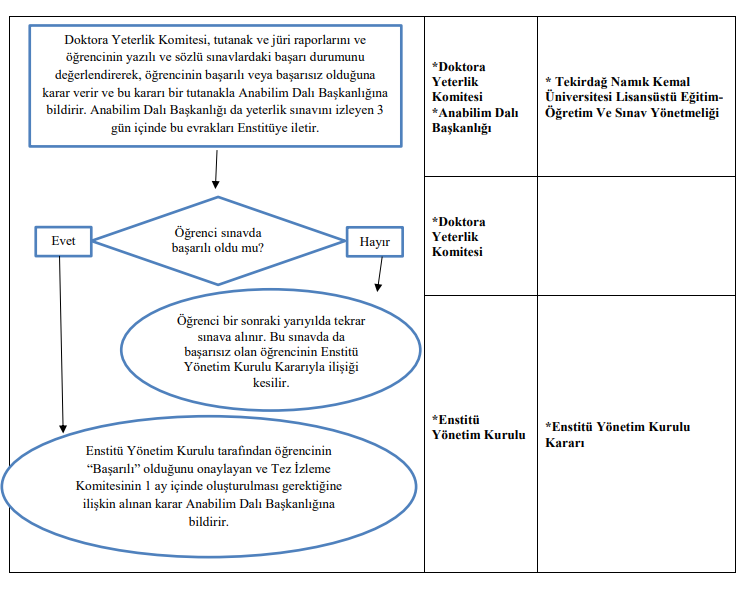 Doktora Yeterlik Komitesi, tutanak ve jüri raporlarını ve
öğrencinin yazılı ve sözlü sınavlardaki başarı durumunu
değerlendirerek, öğrencinin başarılı veya başarısız olduğuna
karar verir ve bu kararı bir tutanakla Anabilim Dalı Başkanlığına
bildirir. Anabilim Dalı Başkanlığı da yeterlik sınavını izleyen 3
gün içinde bu evrakları Enstitüye iletir.
*Doktora
Yeterlik
Komitesi
*Anabilim Dalı
Başkanlığı
* Tekirdağ Namık Kemal
Üniversitesi Lisansüstü Eğitim-
Öğretim Ve Sınav Yönetmeliği
Evet
Öğrenci sınavda
başarılı oldu mu?
Hayır
*Doktora
Yeterlik
Komitesi
Öğrenci bir sonraki yarıyılda tekrar
sınava alınır. Bu sınavda da
başarısız olan öğrencinin Enstitü
Yönetim Kurulu Kararıyla ilişiği
kesilir.
Enstitü Yönetim Kurulu tarafından öğrencinin
“Başarılı” olduğunu onaylayan ve Tez İzleme
Komitesinin 1 ay içinde oluşturulması gerektiğine
ilişkin alınan karar Anabilim Dalı Başkanlığına
bildirir.
*Enstitü
Yönetim Kurulu
*Enstitü Yönetim Kurulu
Kararı